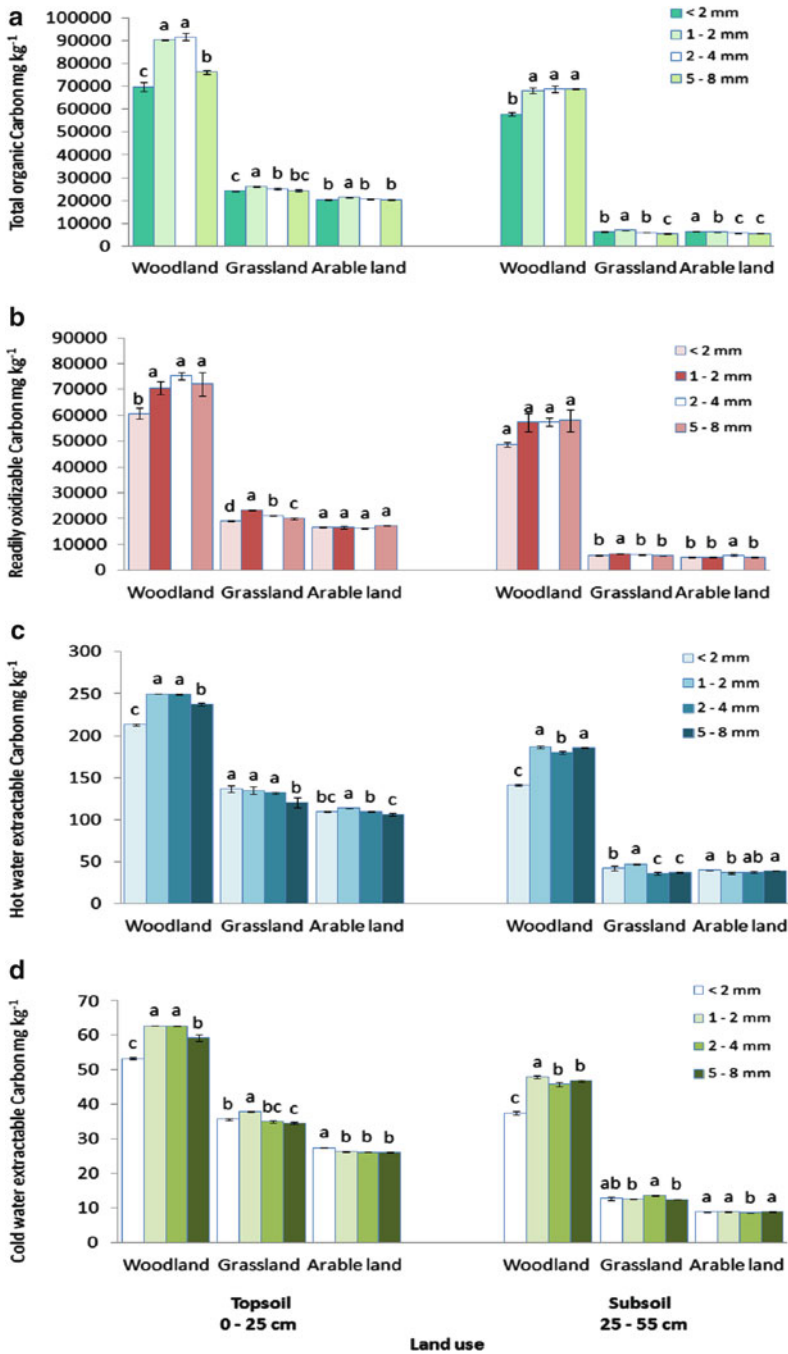 a
Total organic Carbon mg kg-1
100000
90000
80000
70000
60000
50000
40000
30000
20000
10000
0
c a a b
c a b bc
b a b b
b a a a
b a b c
a b c c
< 2 mm
1 - 2 mm
2 - 4 mm
5 - 8 mm
Woodland Grassland Arable land
Woodland Grassland Arable land
b
Readily oxidizable Carbon mg kg-1
90000
80000
70000
60000
50000
40000
30000
20000
10000
0
b a a a
d a b c
a a a a
a a a a
b a b b
b b a b
< 2 mm
1 - 2 mm
2 - 4 mm
5 - 8 mm
Woodland Grassland Arable land
Woodland Grassland Arable land
c
Hot water extractable Carbon mg kg-1
300
250
200
150
100
50
0
c a a b
a a a b
bc a b c
c a b a
b a c c
a b ab a
< 2 mm
1 - 2 mm
2 - 4 mm
5 - 8 mm
Woodland Grassland Arable land
Woodland Grassland Arable land
d
Cold water extractable Carbon mg kg-1
70
60
50
40
30
20
10
0
c a a b
b a bc c
a b b b
c a b b
ab b a b
a a b a
< 2 mm
1 - 2 mm
2 - 4 mm
5 - 8 mm
Woodland Grassland Arable land
Woodland Grassland Arable land
Topsoil
0 - 25 cm
Subsoil
25 - 55 cm
Land use